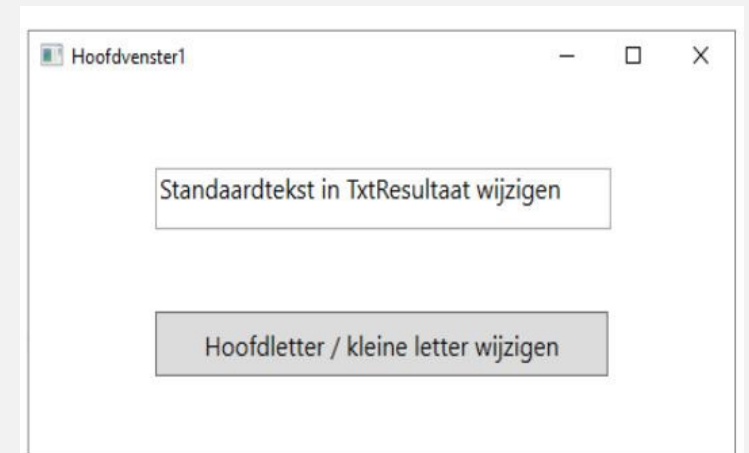 Hoofdvenster1
Standaardtekst in TxtResultaat wijzigen
Hoofdletter / kleine letter wijzigen